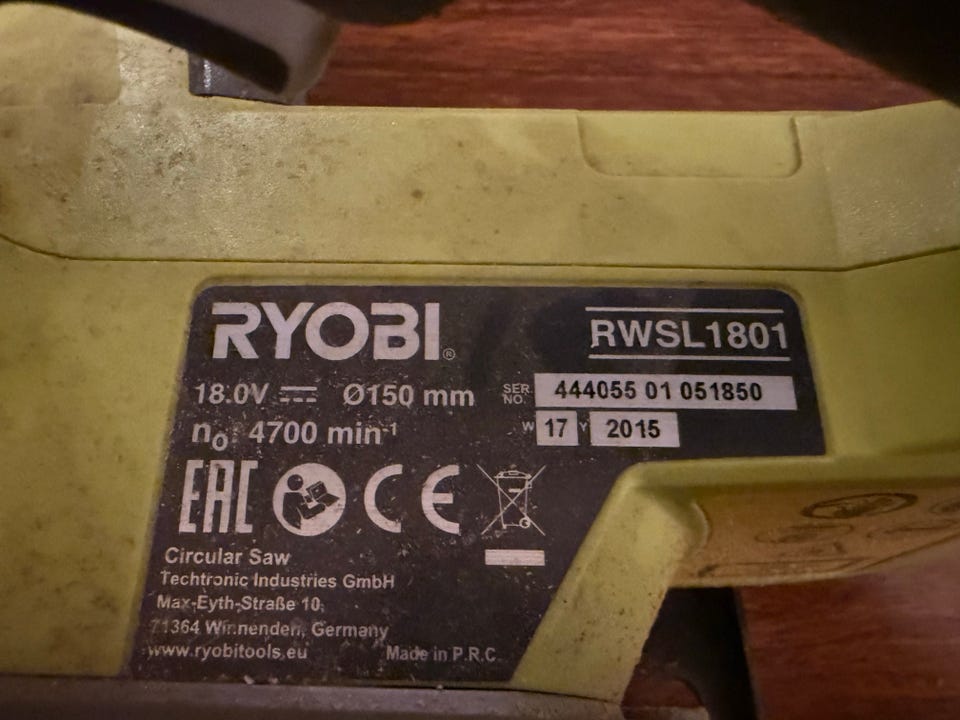 RYOBI®
RWSL1801
18.0V Ø150 mm
SER. NO. 444055 01 051850
n₀: 4700 min⁻¹
W 17 Y 2015
EAC CE
Circular Saw
Techtronic Industries GmbH
Max-Eyth-Straße 10,
71364 Winnenden, Germany
www.ryobitools.eu
Made in P.R.C.